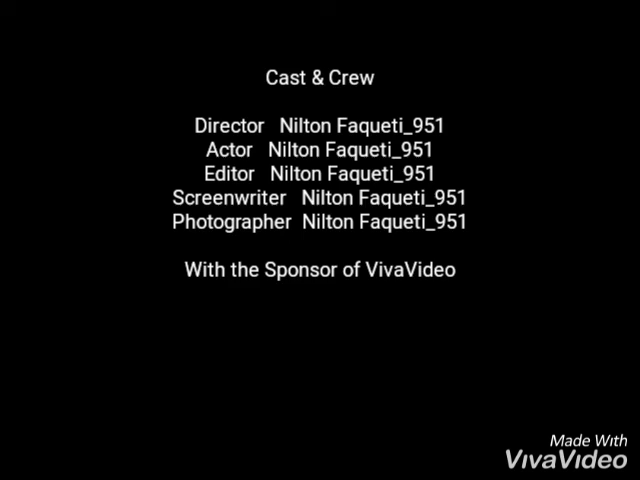 Cast & Crew
Director Nilton Faqueti_951
Actor Nilton Faqueti_951
Editor Nilton Faqueti_951
Screenwriter Nilton Faqueti_951
Photographer Nilton Faqueti_951
With the Sponsor of VivaVideo
Made With
VivaVideo